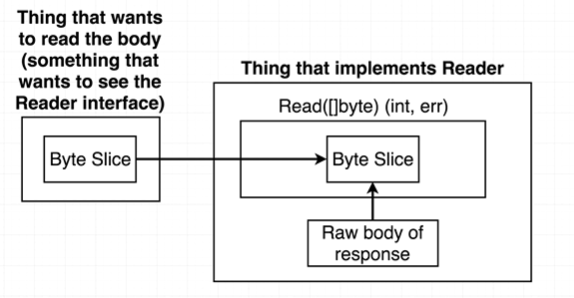 Thing that wants
to read the body
(something that
wants to see the
Reader interface)
Byte Slice
Thing that implements Reader
Read([]byte) (int, err)
Byte Slice
Raw body of
response